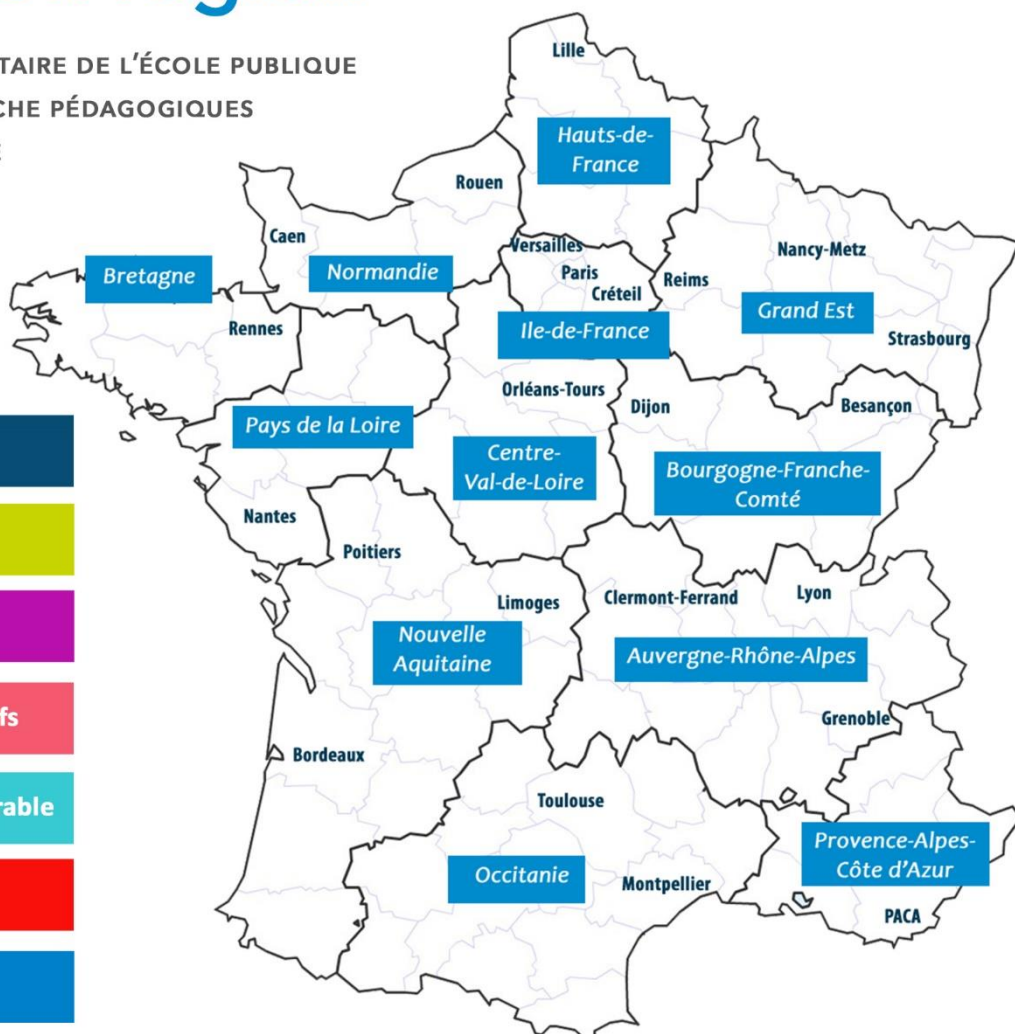 TAIRE DE L'ÉCOLE PUBLIQUE
CHE PÉDAGOGIQUES
Lille
Hauts-de-
France
Rouen
Caen
Versailles
Nancy-Metz
Bretagne
Normandie
Paris
Reims
Créteil
Grand Est
Rennes
Ile-de-France
Strasbourg
Orléans-Tours
Dijon
Besançon
Pays de la Loire
Centre-
Val-de-Loire
Bourgogne-Franche-
Comté
Nantes
Poitiers
Limoges
Clermont-Ferrand
Lyon
Nouvelle
Aquitaine
Auvergne-Rhône-Alpes
fs
Grenoble
Bordeaux
rable
Toulouse
Provence-Alpes-
Côte d'Azur
Occitanie
Montpellier
PACA